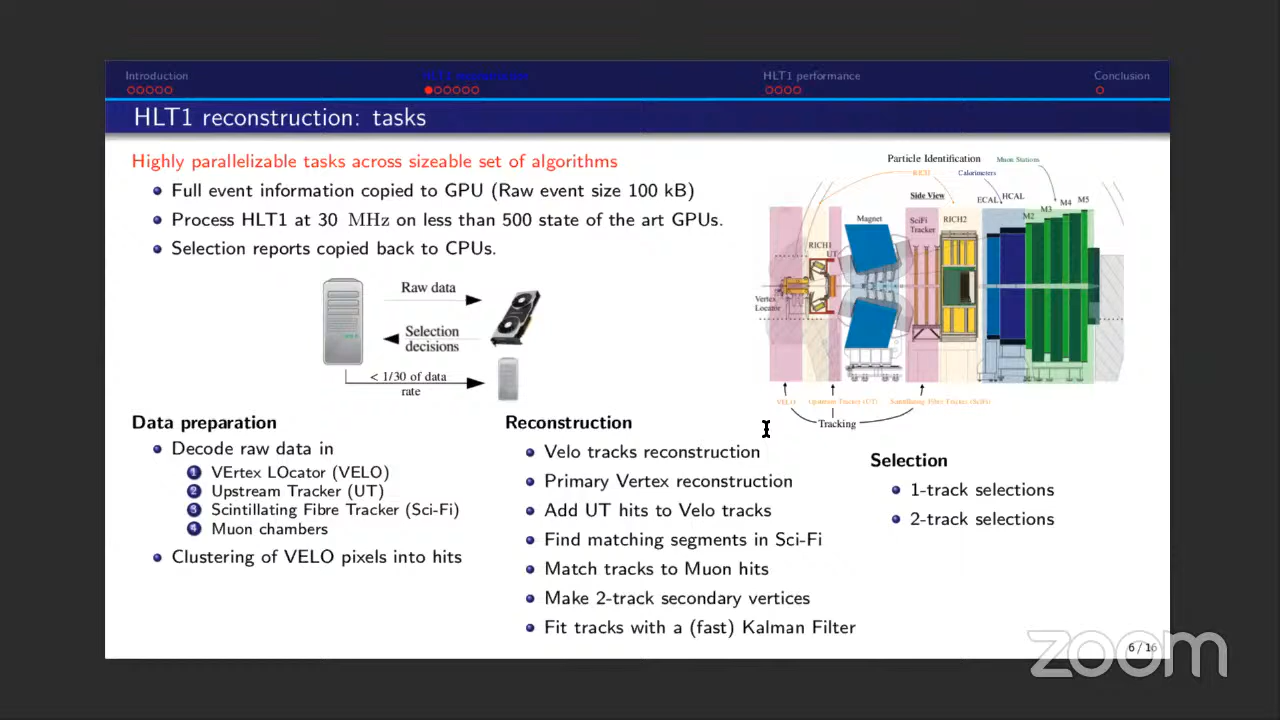 Introduction
HLT1 performance
Conclusion
HLT1 reconstruction: tasks
Highly parallelizable tasks across sizeable set of algorithms
Full event information copied to GPU (Raw event size 100 kB)
Process HLT1 at 30 MHz on less than 500 state of the art GPUs.
Selection reports copied back to CPUs.
Raw data
Selection
decisions
< 1/30 of data
rate
Particle Identification
Muon Stations
RICH
Calorimeters
Side View
Magnet
SciFi
Tracker
RICH2
ECAL
HCAL
M2
M3
M4
M5
RICH1
UT
Vertex
Locator
VELO
Upstream Tracker (UT)
Scintillating Fibre Tracker (SciFi)
Tracking
Data preparation
Decode raw data in
1 VErtex LOcator (VELO)
2 Upstream Tracker (UT)
3 Scintillating Fibre Tracker (Sci-Fi)
4 Muon chambers
Clustering of VELO pixels into hits
Reconstruction
Velo tracks reconstruction
Primary Vertex reconstruction
Add UT hits to Velo tracks
Find matching segments in Sci-Fi
Match tracks to Muon hits
Make 2-track secondary vertices
Fit tracks with a (fast) Kalman Filter
Selection
1-track selections
2-track selections
6 / 16
zoom